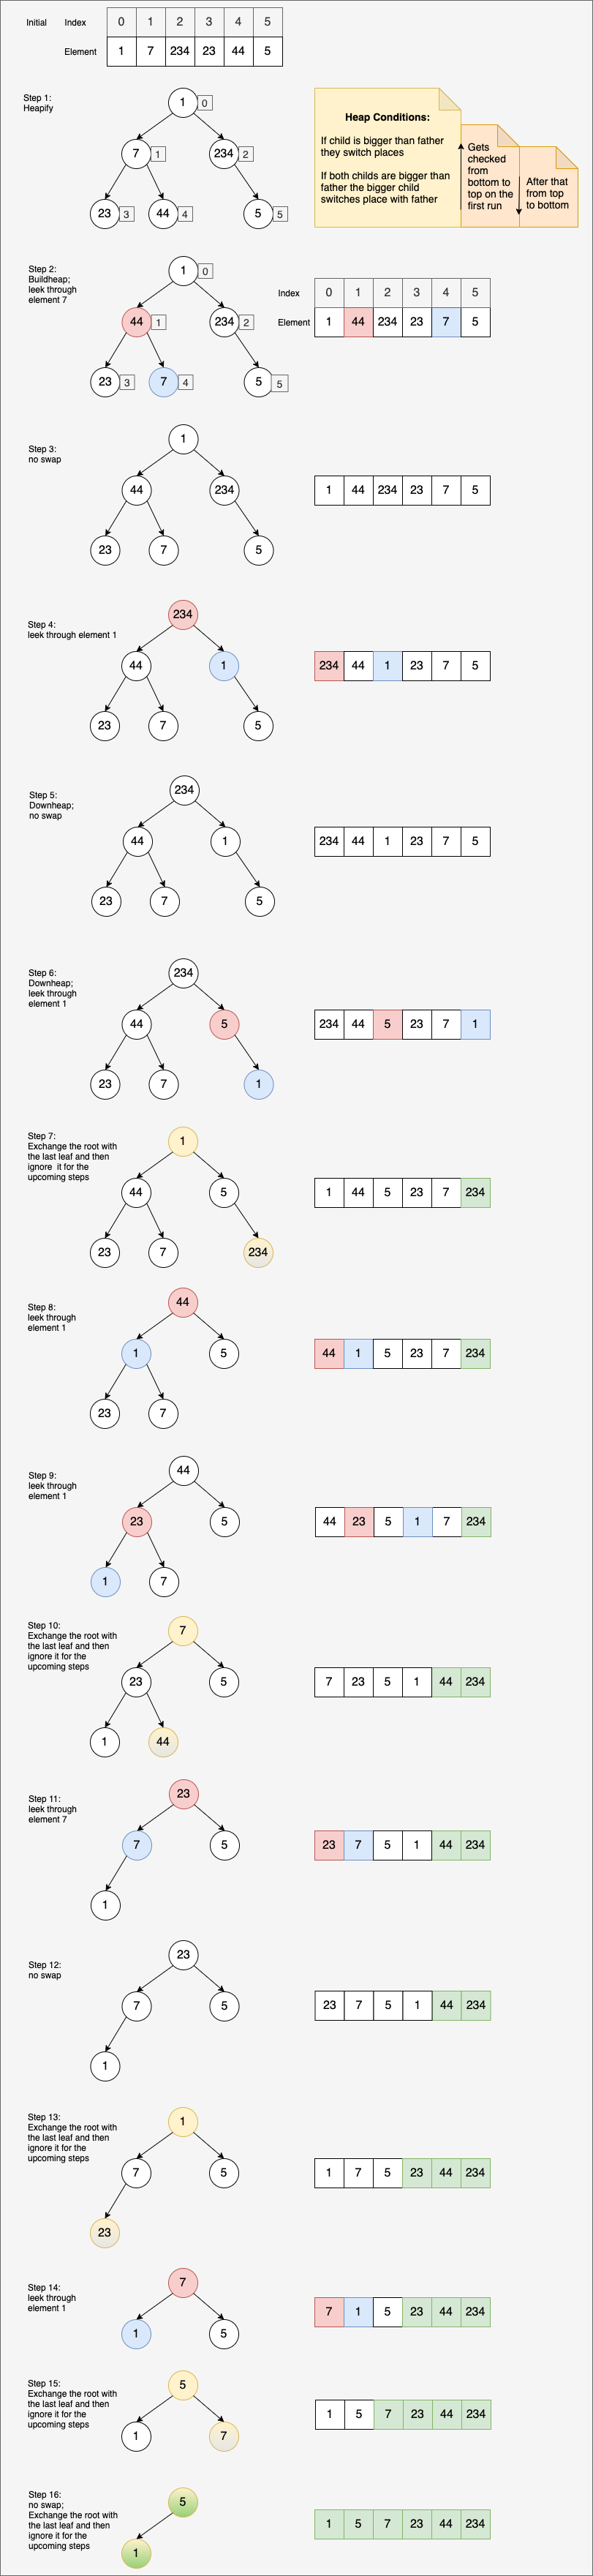 Initial Index 0 1 2 3 4 5
Element 1 7 234 23 44 5
Step 1:
Heapify
1 0
7 1 234 2
23 3 44 4 5 5
Heap Conditions:
If child is bigger than father
they switch places
If both childs are bigger than
father the bigger child
switches place with father
Gets
checked
from
bottom to
top on the
first run
After that
from top
to bottom
Step 2:
Buildheap;
leek through
element 7
1 0
44 1 234 2
23 3 7 4 5 5
Index 0 1 2 3 4 5
Element 1 44 234 23 7 5
Step 3:
no swap
1
44 234
23 7 5
1 44 234 23 7 5
Step 4:
leek through element 1
234
44 1
23 7 5
234 44 1 23 7 5
Step 5:
Downheap;
no swap
234
44 1
23 7 5
234 44 1 23 7 5
Step 6:
Downheap;
leek through
element 1
234
44 5
23 7 1
234 44 5 23 7 1
Step 7:
Exchange the root with
the last leaf and then
ignore it for the
upcoming steps
1
44 5
23 7 234
1 44 5 23 7 234
Step 8:
leek through
element 1
44
1 5
23 7
44 1 5 23 7 234
Step 9:
leek through
element 1
44
23 5
1 7
44 23 5 1 7 234
Step 10:
Exchange the root with
the last leaf and then
ignore it for the
upcoming steps
7
23 5
1 44
7 23 5 1 44 234
Step 11:
leek through
element 7
23
7 5
1
23 7 5 1 44 234
Step 12:
no swap
23
7 5
1
23 7 5 1 44 234
Step 13:
Exchange the root with
the last leaf and then
ignore it for the
upcoming steps
1
7 5
23
1 7 5 23 44 234
Step 14:
leek through
element 1
7
1 5
7 1 5 23 44 234
Step 15:
Exchange the root with
the last leaf and then
ignore it for the
upcoming steps
5
1 7
1 5 7 23 44 234
Step 16:
no swap;
Exchange the root with
the last leaf and then
ignore it for the
upcoming steps
5
1
1 5 7 23 44 234